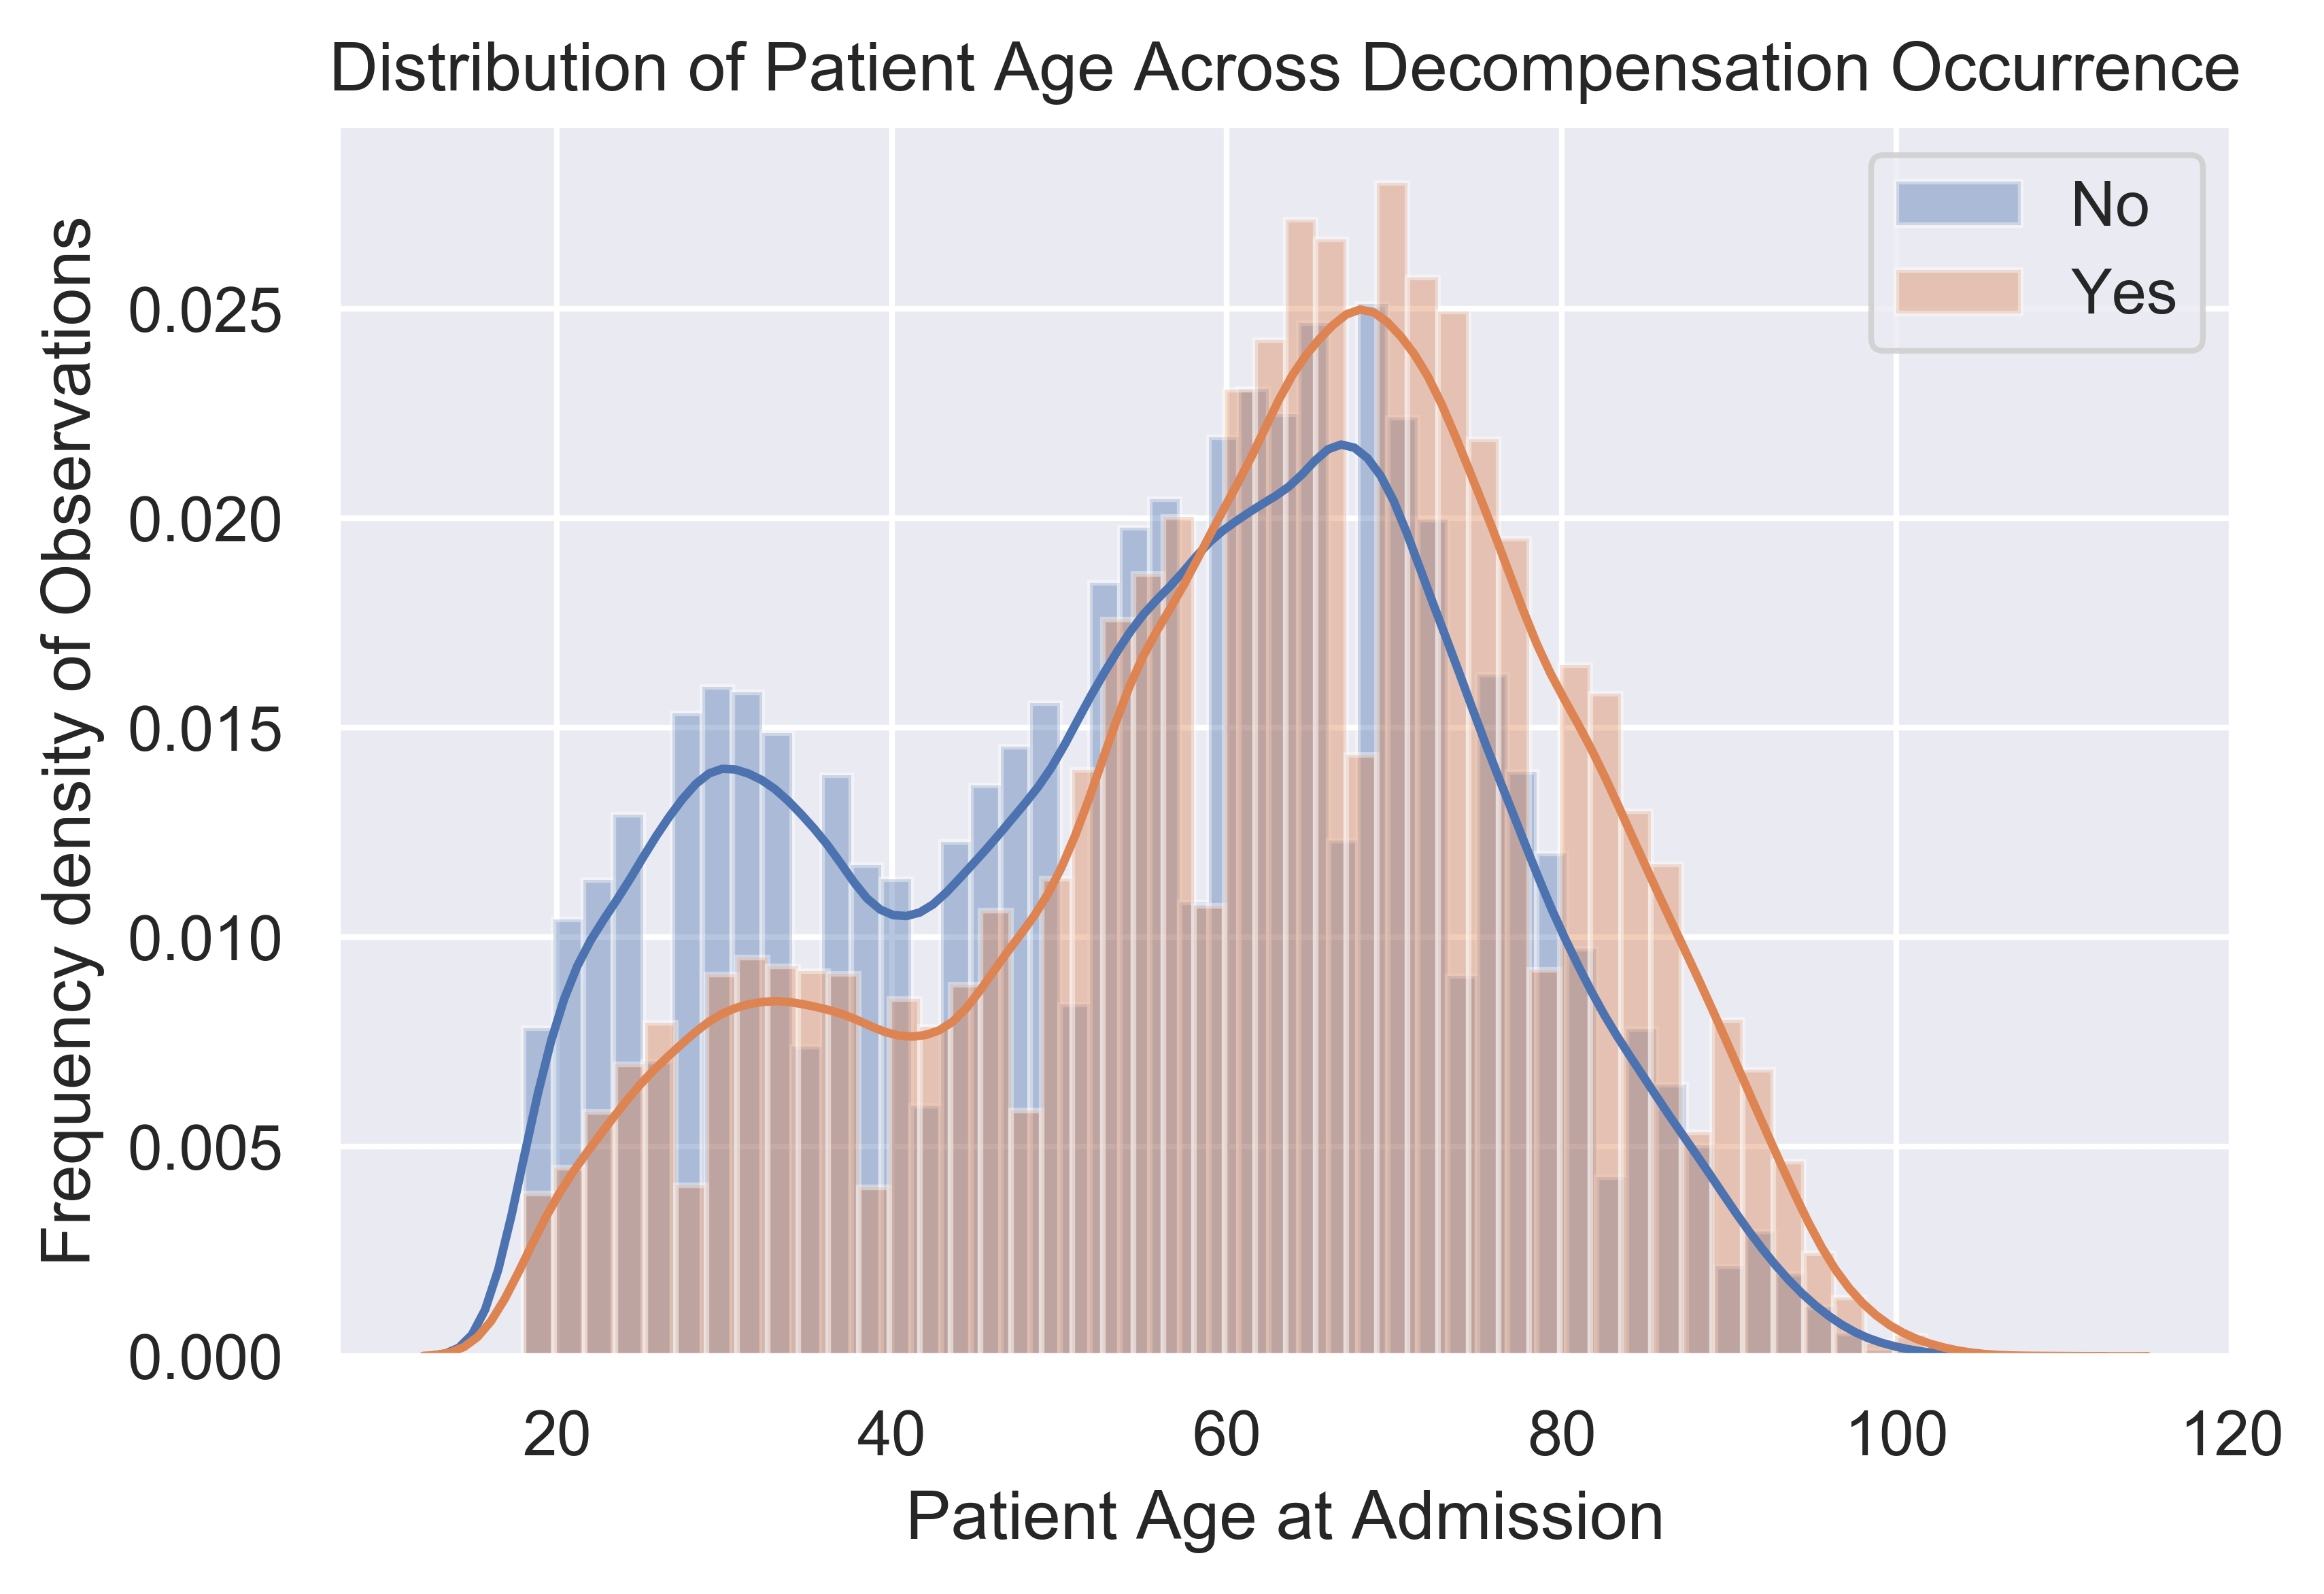 Distribution of Patient Age Across Decompensation Occurrence
No
Yes
Frequency density of Observations
0.025
0.020
0.015
0.010
0.005
0.000
20 40 60 80 100 120
Patient Age at Admission